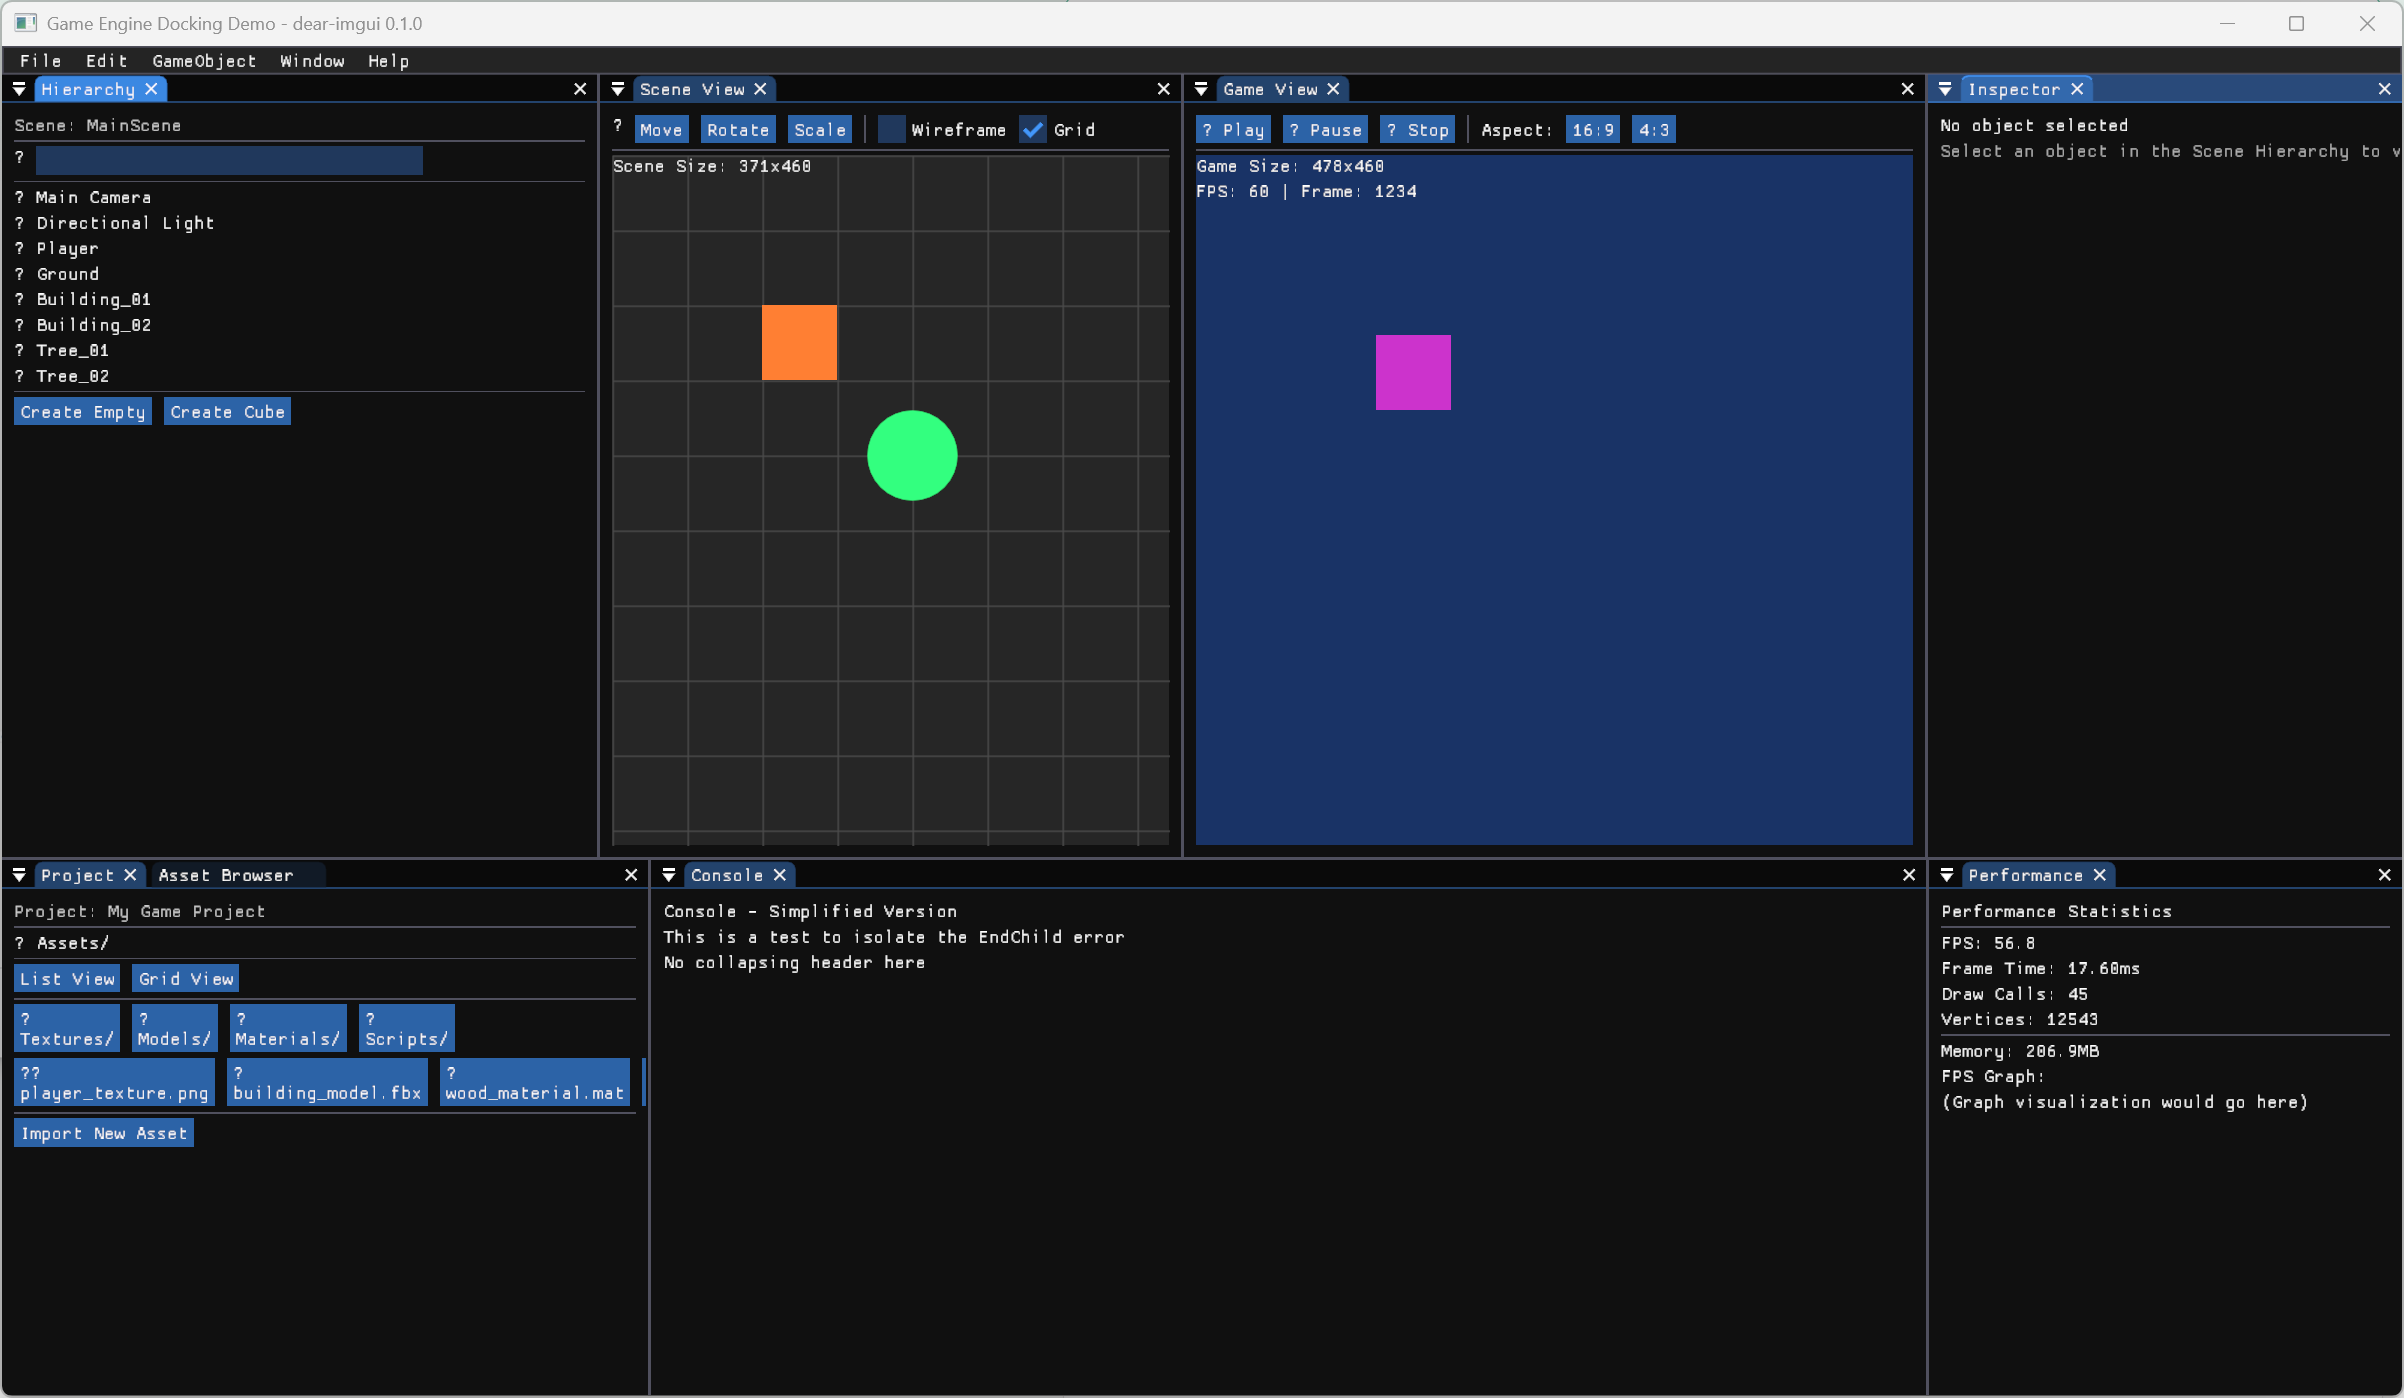 Game Engine Docking Demo - dear-imgui 0.1.0
File Edit GameObject Window Help
Hierarchy
Scene: MainScene
?
? Main Camera
? Directional Light
? Player
? Ground
? Building_01
? Building_02
? Tree_01
? Tree_02
Create Empty Create Cube
Scene View
? Move Rotate Scale Wireframe Grid
Scene Size: 371x460
Game View
? Play ? Pause ? Stop Aspect: 16:9 4:3
Game Size: 478x460
FPS: 60 | Frame: 1234
Inspector
No object selected
Select an object in the Scene Hierarchy to v
Project Asset Browser
Project: My Game Project
? Assets/
List View Grid View
? ? ? ?
Textures/ Models/ Materials/ Scripts/
?? ? ?
player_texture.png building_model.fbx wood_material.mat
Import New Asset
Console
Console - Simplified Version
This is a test to isolate the EndChild error
No collapsing header here
Performance
Performance Statistics
FPS: 56.8
Frame Time: 17.60ms
Draw Calls: 45
Vertices: 12543
Memory: 206.9MB
FPS Graph:
(Graph visualization would go here)